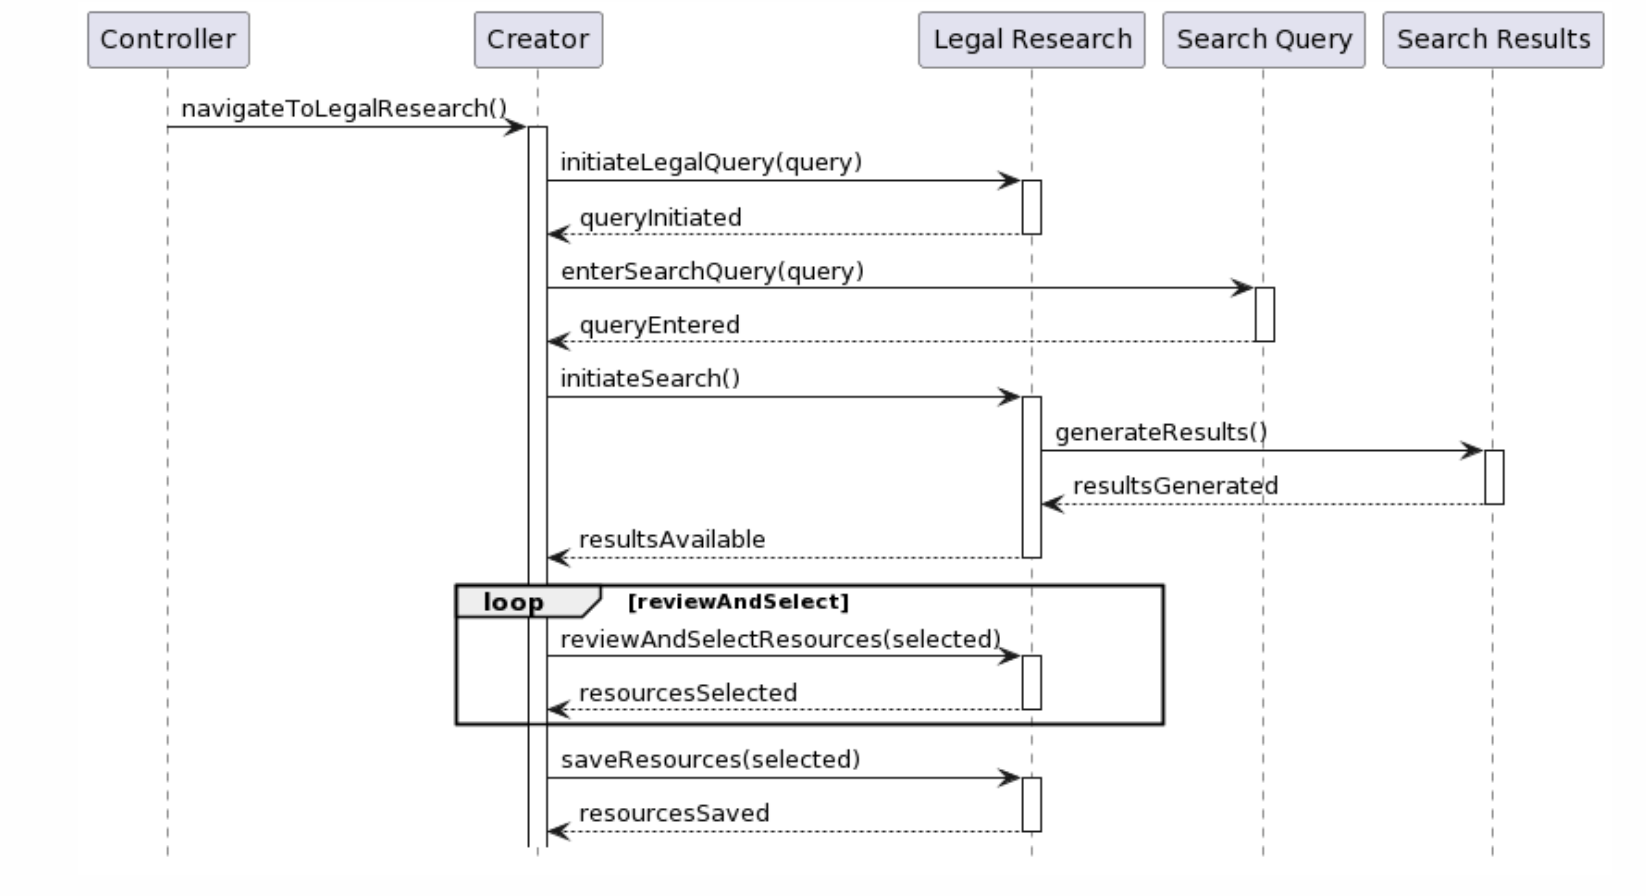 Controller
Creator
Legal Research
Search Query
Search Results
navigateToLegalResearch()
initiateLegalQuery(query)
queryInitiated
enterSearchQuery(query)
queryEntered
initiateSearch()
generateResults()
resultsGenerated
resultsAvailable
loop [reviewAndSelect]
reviewAndSelectResources(selected)
resourcesSelected
saveResources(selected)
resourcesSaved